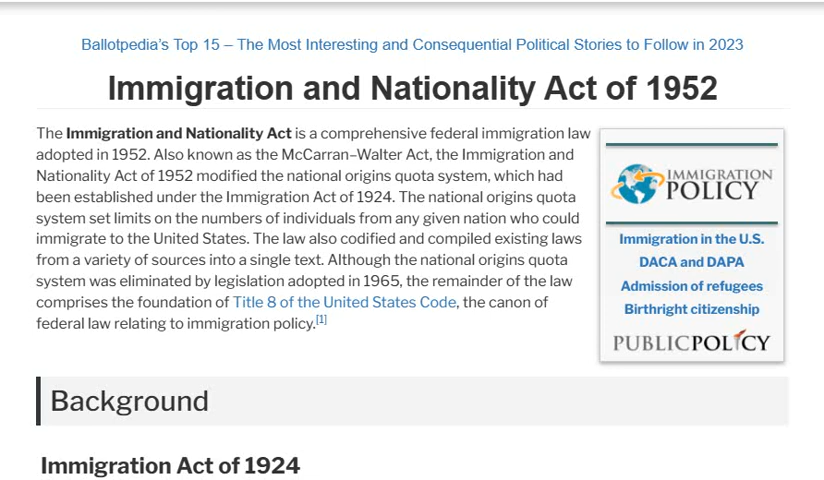 Ballotpedia's Top 15 – The Most Interesting and Consequential Political Stories to Follow in 2023
Immigration and Nationality Act of 1952
The Immigration and Nationality Act is a comprehensive federal immigration law
adopted in 1952. Also known as the McCarran–Walter Act, the Immigration and
Nationality Act of 1952 modified the national origins quota system, which had
been established under the Immigration Act of 1924. The national origins quota
system set limits on the numbers of individuals from any given nation who could
immigrate to the United States. The law also codified and compiled existing laws
from a variety of sources into a single text. Although the national origins quota
system was eliminated by legislation adopted in 1965, the remainder of the law
comprises the foundation of Title 8 of the United States Code, the canon of
federal law relating to immigration policy.[1]
IMMIGRATION
POLICY
Immigration in the U.S.
DACA and DAPA
Admission of refugees
Birthright citizenship
PUBLICPOLICY
Background
Immigration Act of 1924